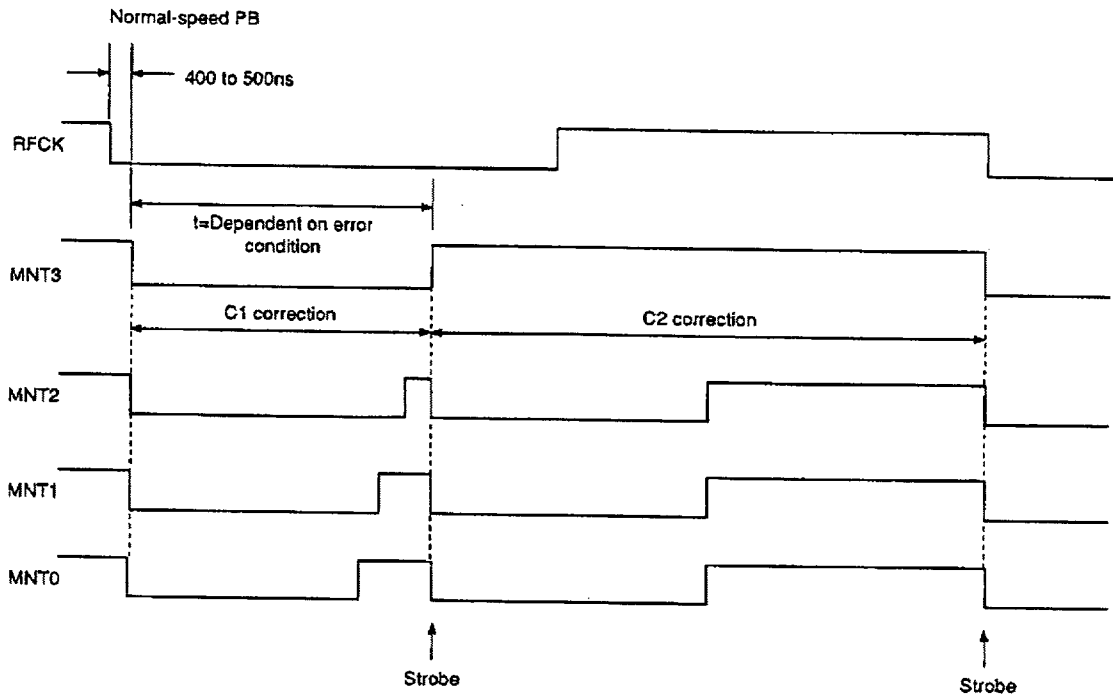 Normal-speed PB
400 to 500ns
RFCK
t=Dependent on error
condition
MNT3
C1 correction
C2 correction
MNT2
MNT1
MNT0
Strobe
Strobe